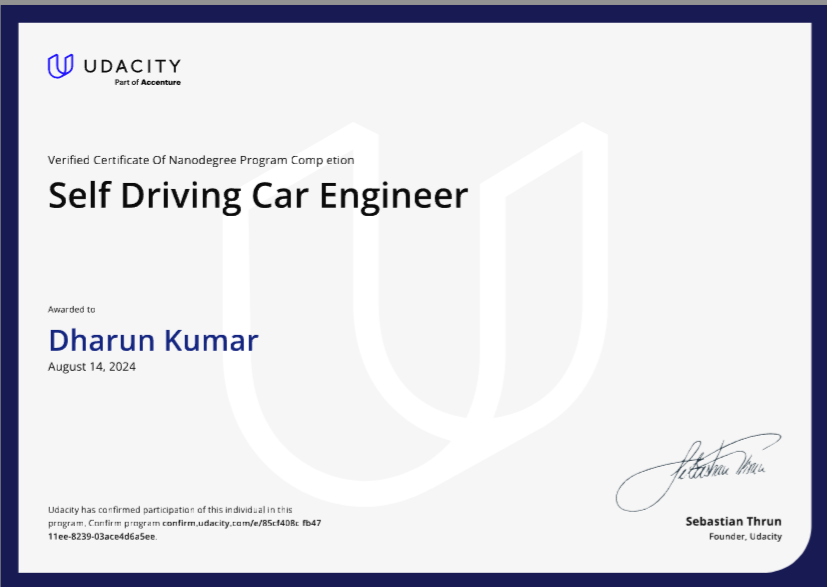 UDACITY
Part of Accenture
Verified Certificate Of Nanodegree Program Comp etion
Self Driving Car Engineer
Awarded to
Dharun Kumar
August 14, 2024
Udacity has confirmed participation of this individual in this
program. Confirm program confirm.udacity.com/e/85cf408c fb47
11ee-8239-03ace4d6a5ee.
Sebastian Thrun
Sebastian Thrun
Founder, Udacity